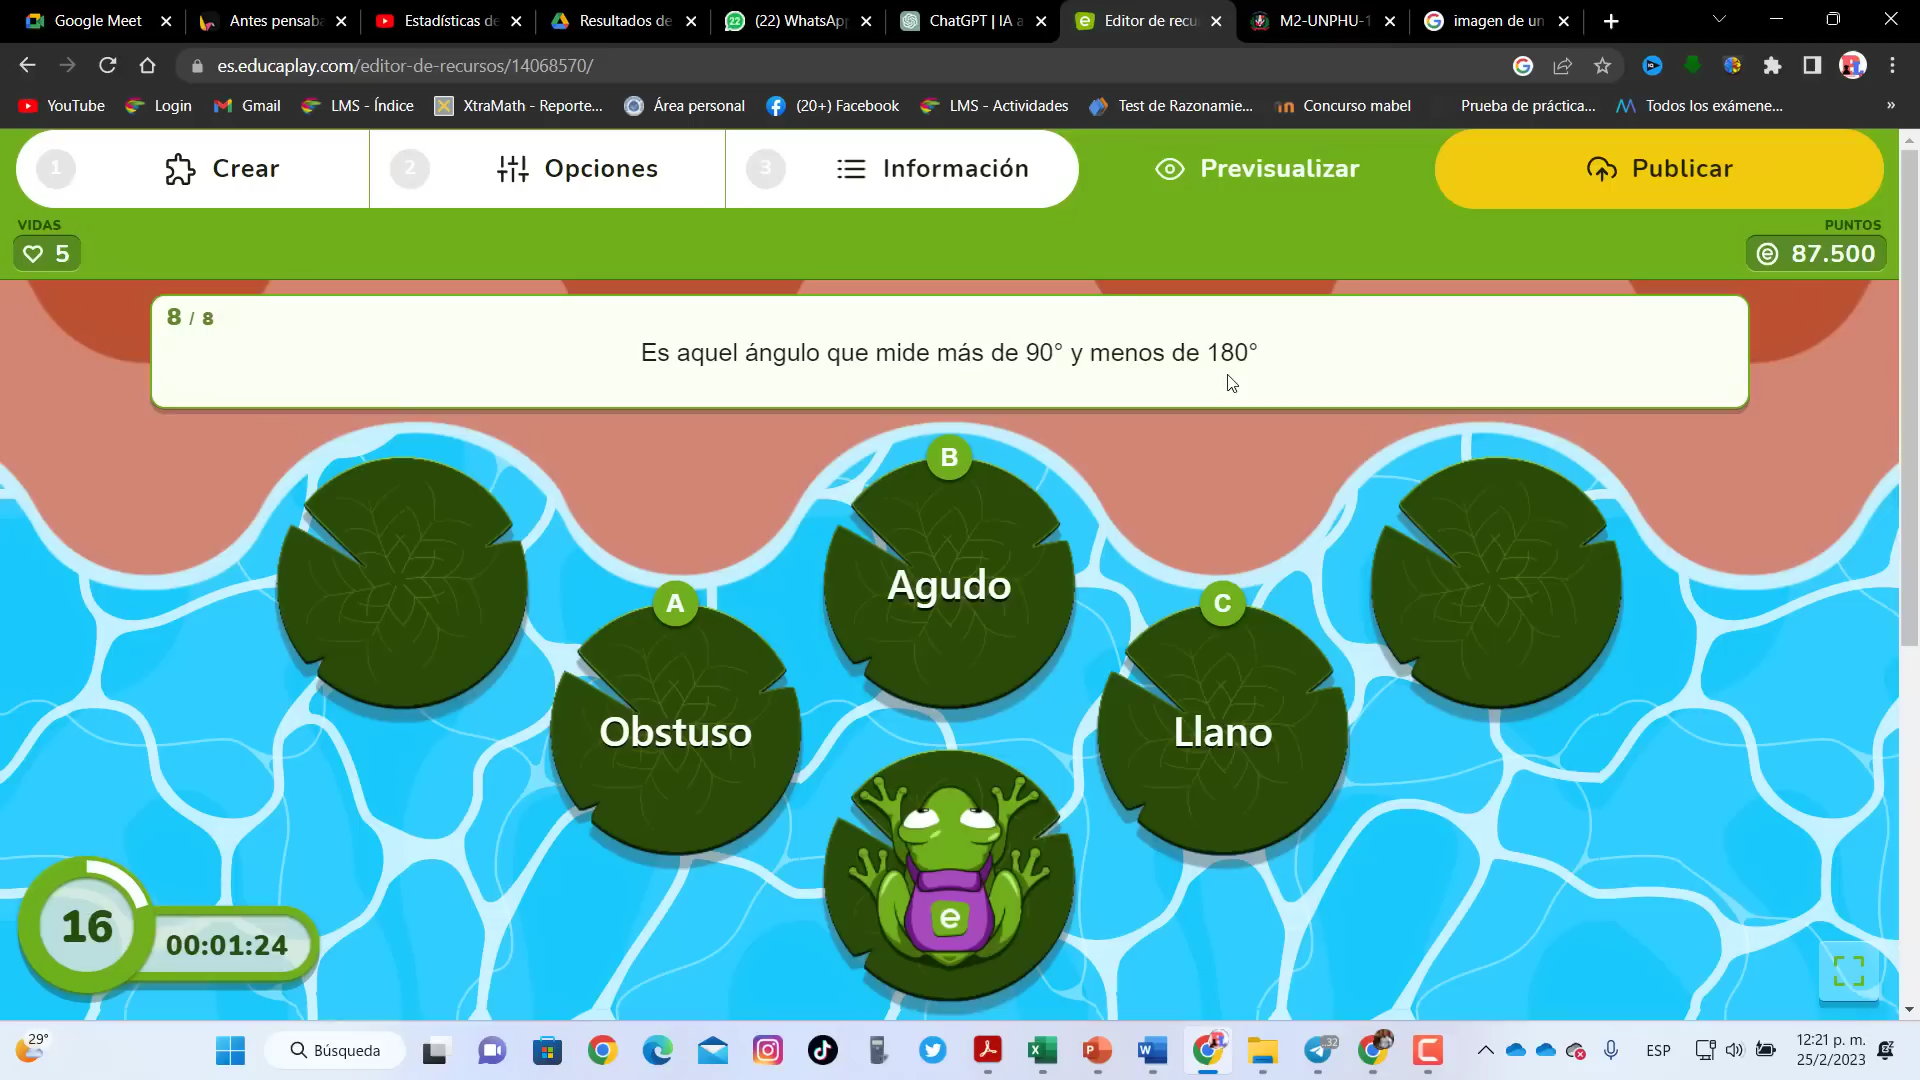 Google Meet
Antes pensaba
Estadísticas de
Resultados de
(22) WhatsApp
ChatGPT | IA a
Editor de recu
M2-UNPHU-1
imagen de un
es.educaplay.com/editor-de-recursos/14068570/
YouTube
Login
Gmail
LMS - Índice
XtraMath - Reporte...
Área personal
(20+) Facebook
LMS - Actividades
Test de Razonamie...
Concurso mabel
Prueba de práctica...
Todos los exámene...
»
1 Crear
2 Opciones
3 Información
Previsualizar
Publicar
VIDAS
5
PUNTOS
87.500
8 / 8
Es aquel ángulo que mide más de 90° y menos de 180°
B
Agudo
A
Obstuso
C
Llano
e
16
00:01:24
29°
Búsqueda
32
ESP
12:21 p. m.
25/2/2023